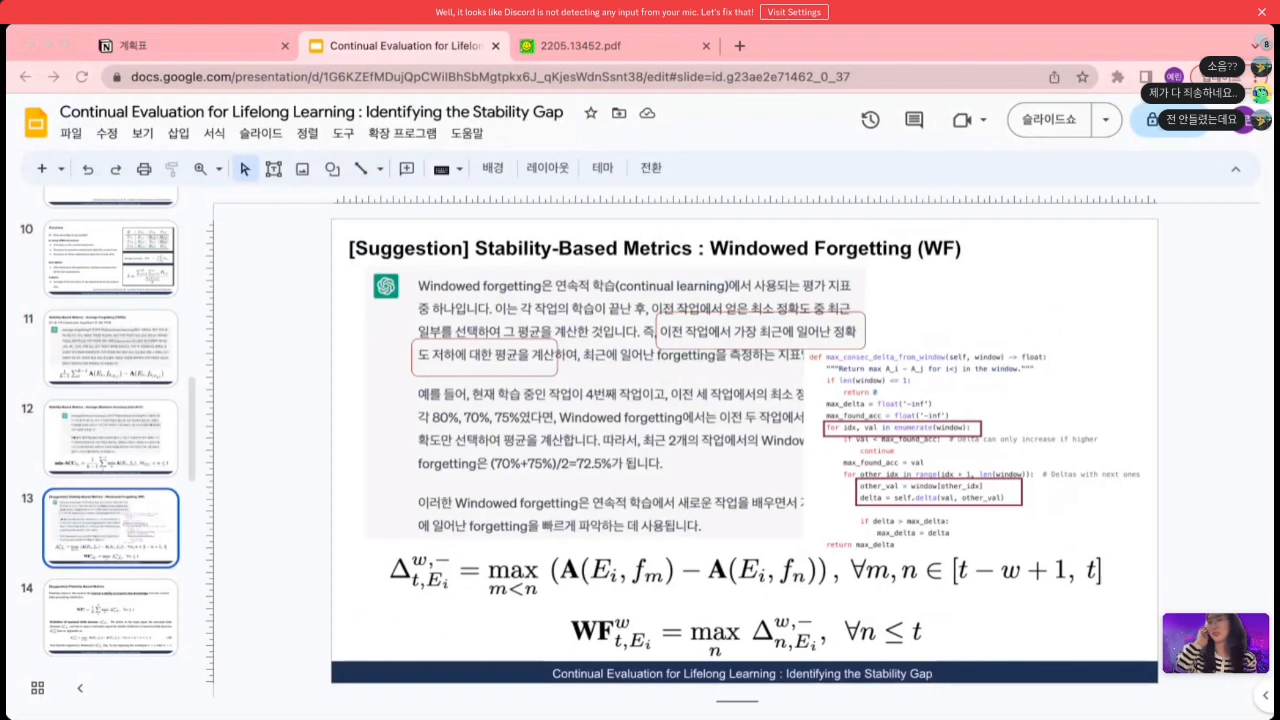 Well, it looks like Discord is not detecting any input from your mic. Let's fix that!
Visit Settings
계획표
Continual Evaluation for Lifelon
2205.13452.pdf
8
docs.google.com/presentation/d/1G6KZEfMDujQpCWiIBhSbMgtpkx6J_qKjesWdnSsnt38/edit#slide=id.g23ae2e71462_0_37
예린
소음??
제가 다 죄송하네요..
전 안들렸는데요
Continual Evaluation for Lifelong Learning : Identifying the Stability Gap
파일 수정 보기 삽입 서식 슬라이드 정렬 도구 확장 프로그램 도움말
슬라이드쇼
배경 레이아웃 테마 전환
10
11
12
13
14
[Suggestion] Stability-Based Metrics : Windowed Forgetting (WF)
Windowed forgetting은 연속적 학습(continual learning)에서 사용되는 평가 지표
중 하나입니다. 이는 각 작업의 학습이 끝난 후, 이전 작업에서 얻은 최소 정확도 중 최근
일부를 선택하여 평균을 계산한 것입니다. 즉, 이전 작업에서 가장 최근에 일어난 정확
도 저하에 대한 평균을 계산하며, 최근에 일어난 forgetting을 측정하는 지표
예를 들어, 현재 학습 중인 작업이 4번째 작업이고, 이전 세 작업에서의 최소 정
각 80%, 70%, 75%라면, Windowed forgetting에서는 이전 두 작업의
확도만 선택하여 평균을 계산합니다. 따라서, 최근 2개의 작업에서의 Window
forgetting은 (70%+75%)/2=72.5%가 됩니다.
이러한 Windowed forgetting은 연속적 학습에서 새로운 작업을 배우면서
에 일어난 forgetting을 빠르게 파악하는 데 사용됩니다.
def max_consec_delta_from_window(self, window) -> float:
"""Return max A_i - A_j for i<j in the window."""
if len(window) <= 1:
return 0
max_delta = float('-inf')
max_found_acc = float('-inf')
for idx, val in enumerate(window):
if val < max_found_acc: # Delta can only increase if higher
continue
max_found_acc = val
for other_idx in range(idx + 1, len(window)): # Deltas with next ones
other_val = window[other_idx]
delta = self.delta(val, other_val)
if delta > max_delta:
max_delta = delta
return max_delta
Δ^{w,−}_{t,E_i} = max_{m<n} (A(E_i, f_m) − A(E_i, f_n)), ∀m, n ∈ [t − w + 1, t]
WF^w_{t,E_i} = max_n Δ^{w,−}_{n,E_i}, ∀n ≤ t
Continual Evaluation for Lifelong Learning : Identifying the Stability Gap